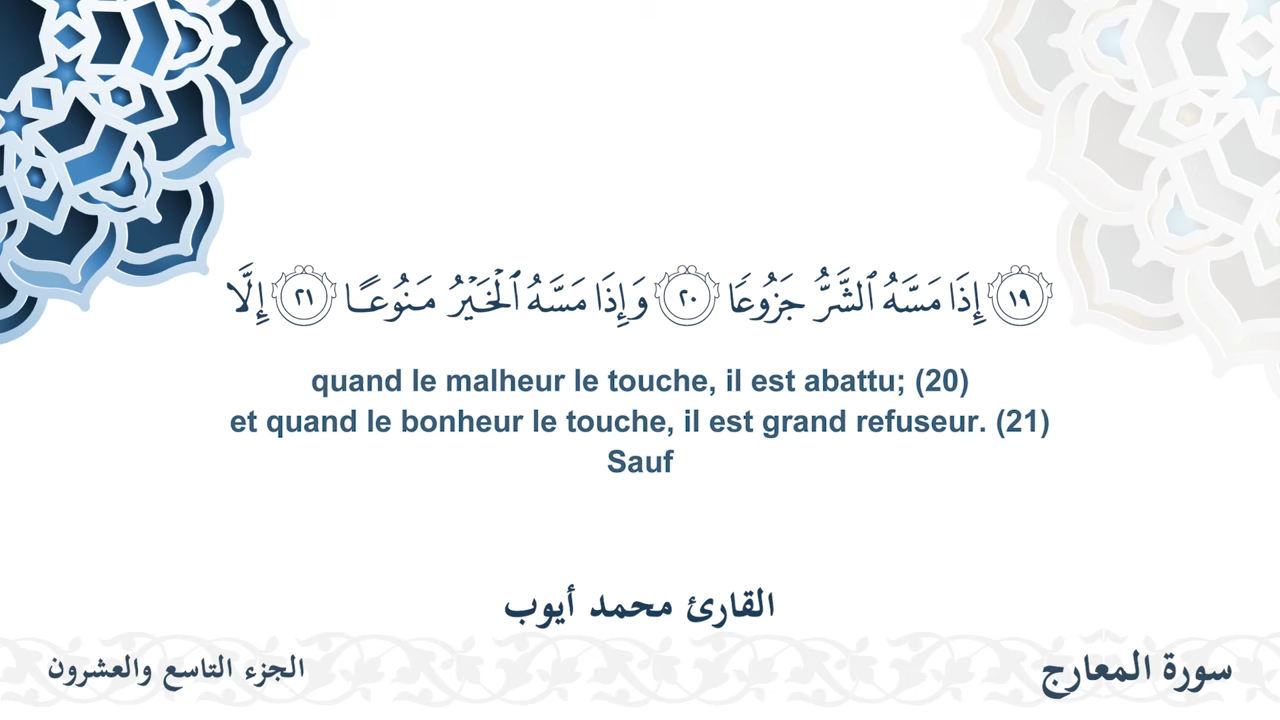 ١٩ إِذَا مَسَّهُ ٱلشَّرُّ جَزُوعًا ٢٠ وَإِذَا مَسَّهُ ٱلْخَيْرُ مَنُوعًا ٢١ إِلَّا
quand le malheur le touche, il est abattu; (20)
et quand le bonheur le touche, il est grand refuseur. (21)
Sauf
القارئ محمد أيوب
سورة المعارج
الجزء التاسع والعشرون